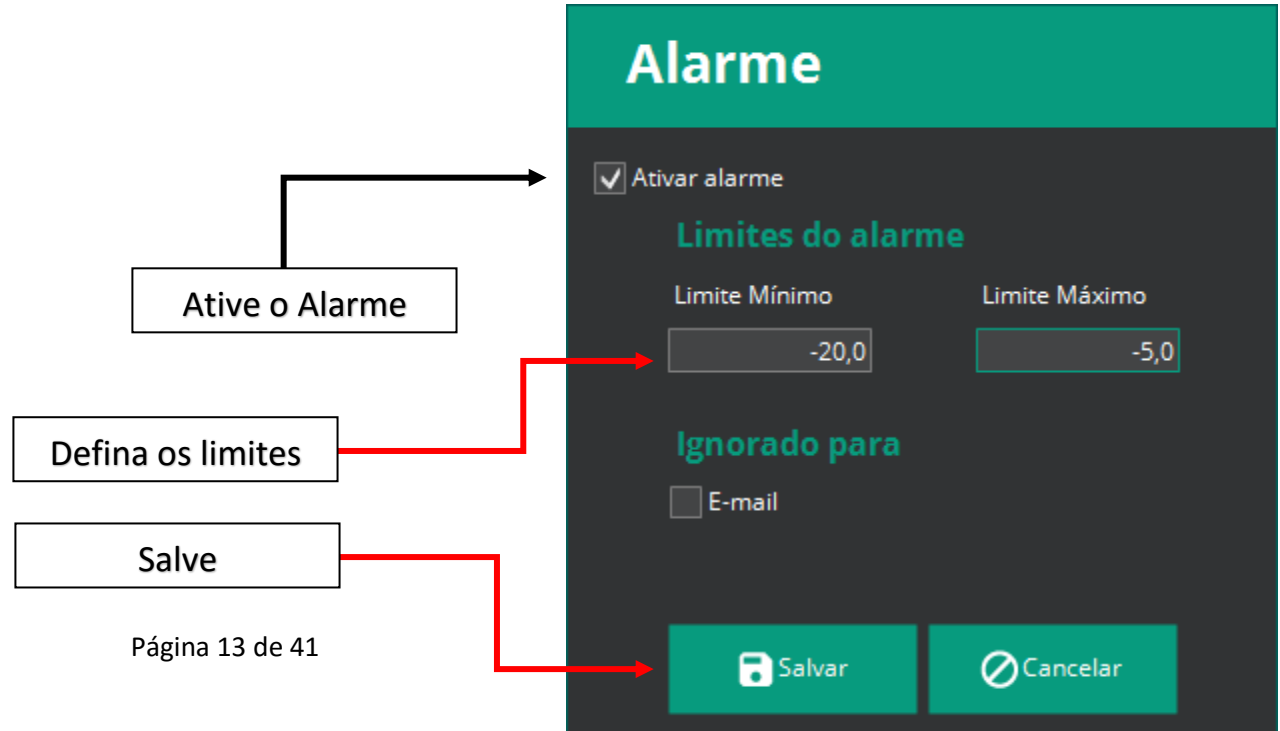 Alarme
Ativar alarme
Ative o Alarme
Limites do alarme
Limite Mínimo
Limite Máximo
-20,0
-5,0
Defina os limites
Ignorado para
E-mail
Salve
Salvar
Cancelar
Página 13 de 41